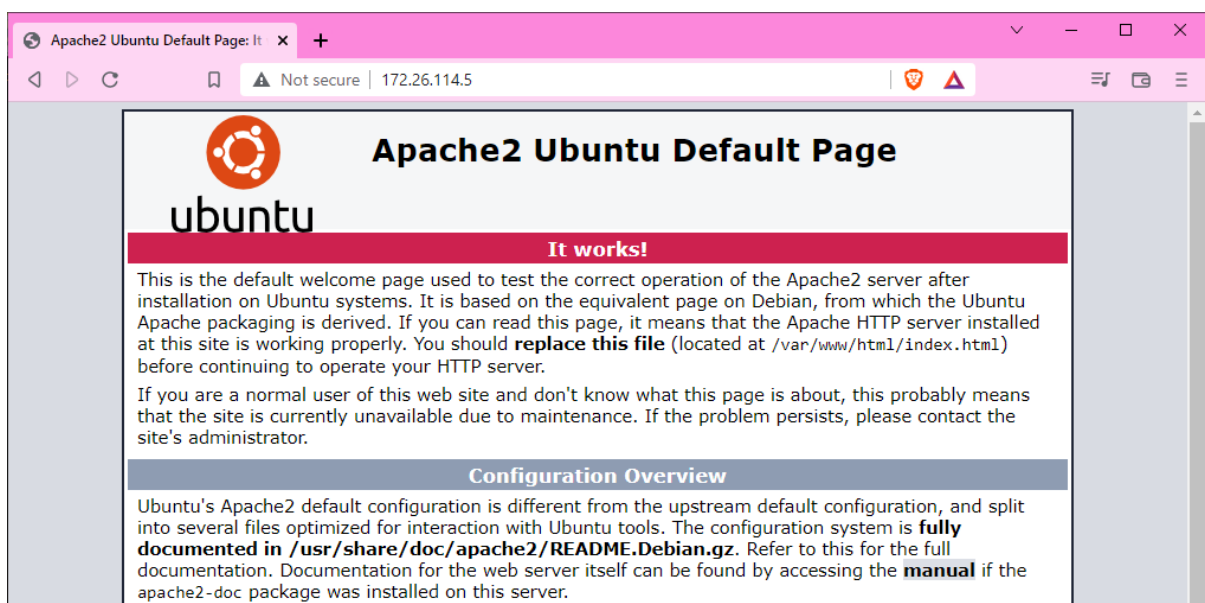 Apache2 Ubuntu Default Page: It
Not secure | 172.26.114.5
Apache2 Ubuntu Default Page
ubuntu
It works!
This is the default welcome page used to test the correct operation of the Apache2 server after
installation on Ubuntu systems. It is based on the equivalent page on Debian, from which the Ubuntu
Apache packaging is derived. If you can read this page, it means that the Apache HTTP server installed
at this site is working properly. You should replace this file (located at /var/www/html/index.html)
before continuing to operate your HTTP server.
If you are a normal user of this web site and don't know what this page is about, this probably means
that the site is currently unavailable due to maintenance. If the problem persists, please contact the
site's administrator.
Configuration Overview
Ubuntu's Apache2 default configuration is different from the upstream default configuration, and split
into several files optimized for interaction with Ubuntu tools. The configuration system is fully
documented in /usr/share/doc/apache2/README.Debian.gz. Refer to this for the full
documentation. Documentation for the web server itself can be found by accessing the manual if the
apache2-doc package was installed on this server.